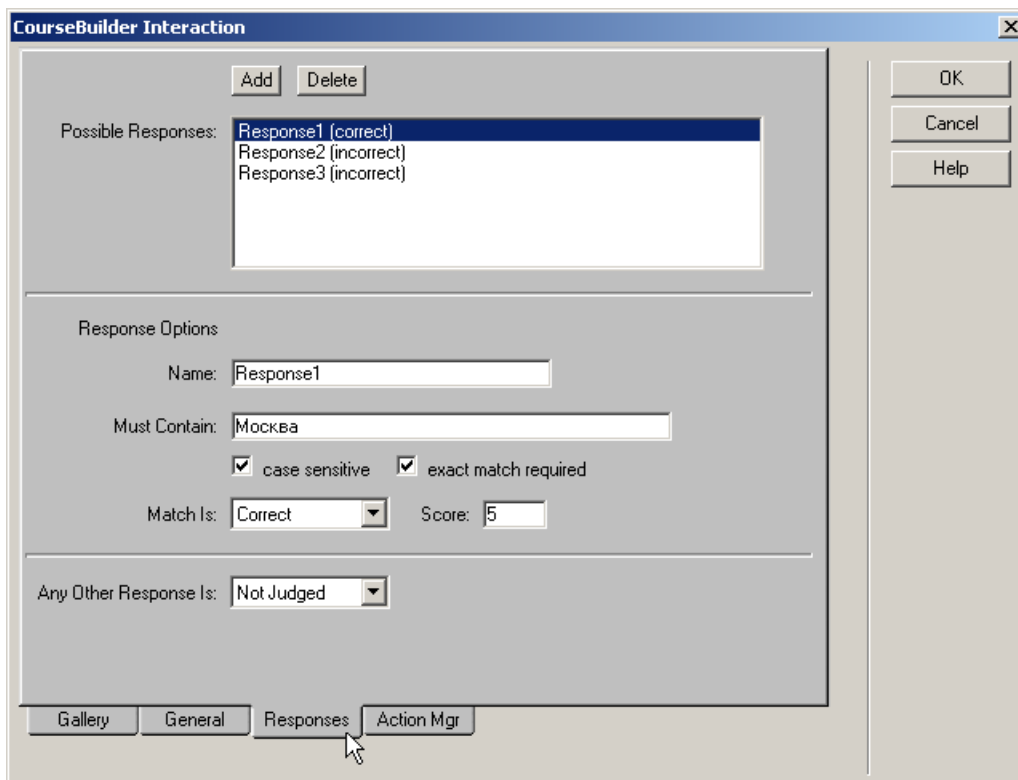 CourseBuilder Interaction
Add Delete OK
Possible Responses: Response1 (correct) Cancel
Response2 (incorrect)
Response3 (incorrect) Help
Response Options
Name: Response1
Must Contain: Москва
case sensitive exact match required
Match Is: Correct Score: 5
Any Other Response Is: Not Judged
Gallery General Responses Action Mgr